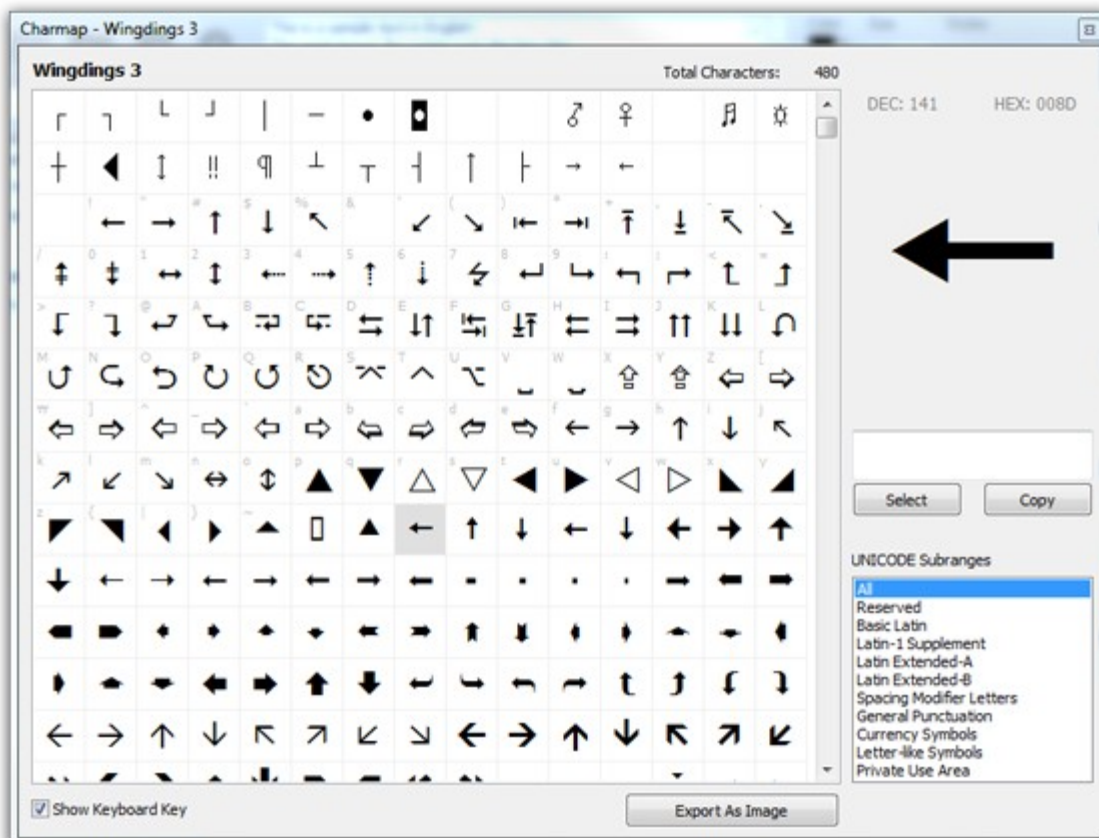 Charmap - Wingdings 3
Wingdings 3
Total Characters: 480
DEC: 141
HEX: 008D
Select
Copy
UNICODE Subranges
All
Reserved
Basic Latin
Latin-1 Supplement
Latin Extended-A
Latin Extended-B
Spacing Modifier Letters
General Punctuation
Currency Symbols
Letter-like Symbols
Private Use Area
Show Keyboard Key
Export As Image